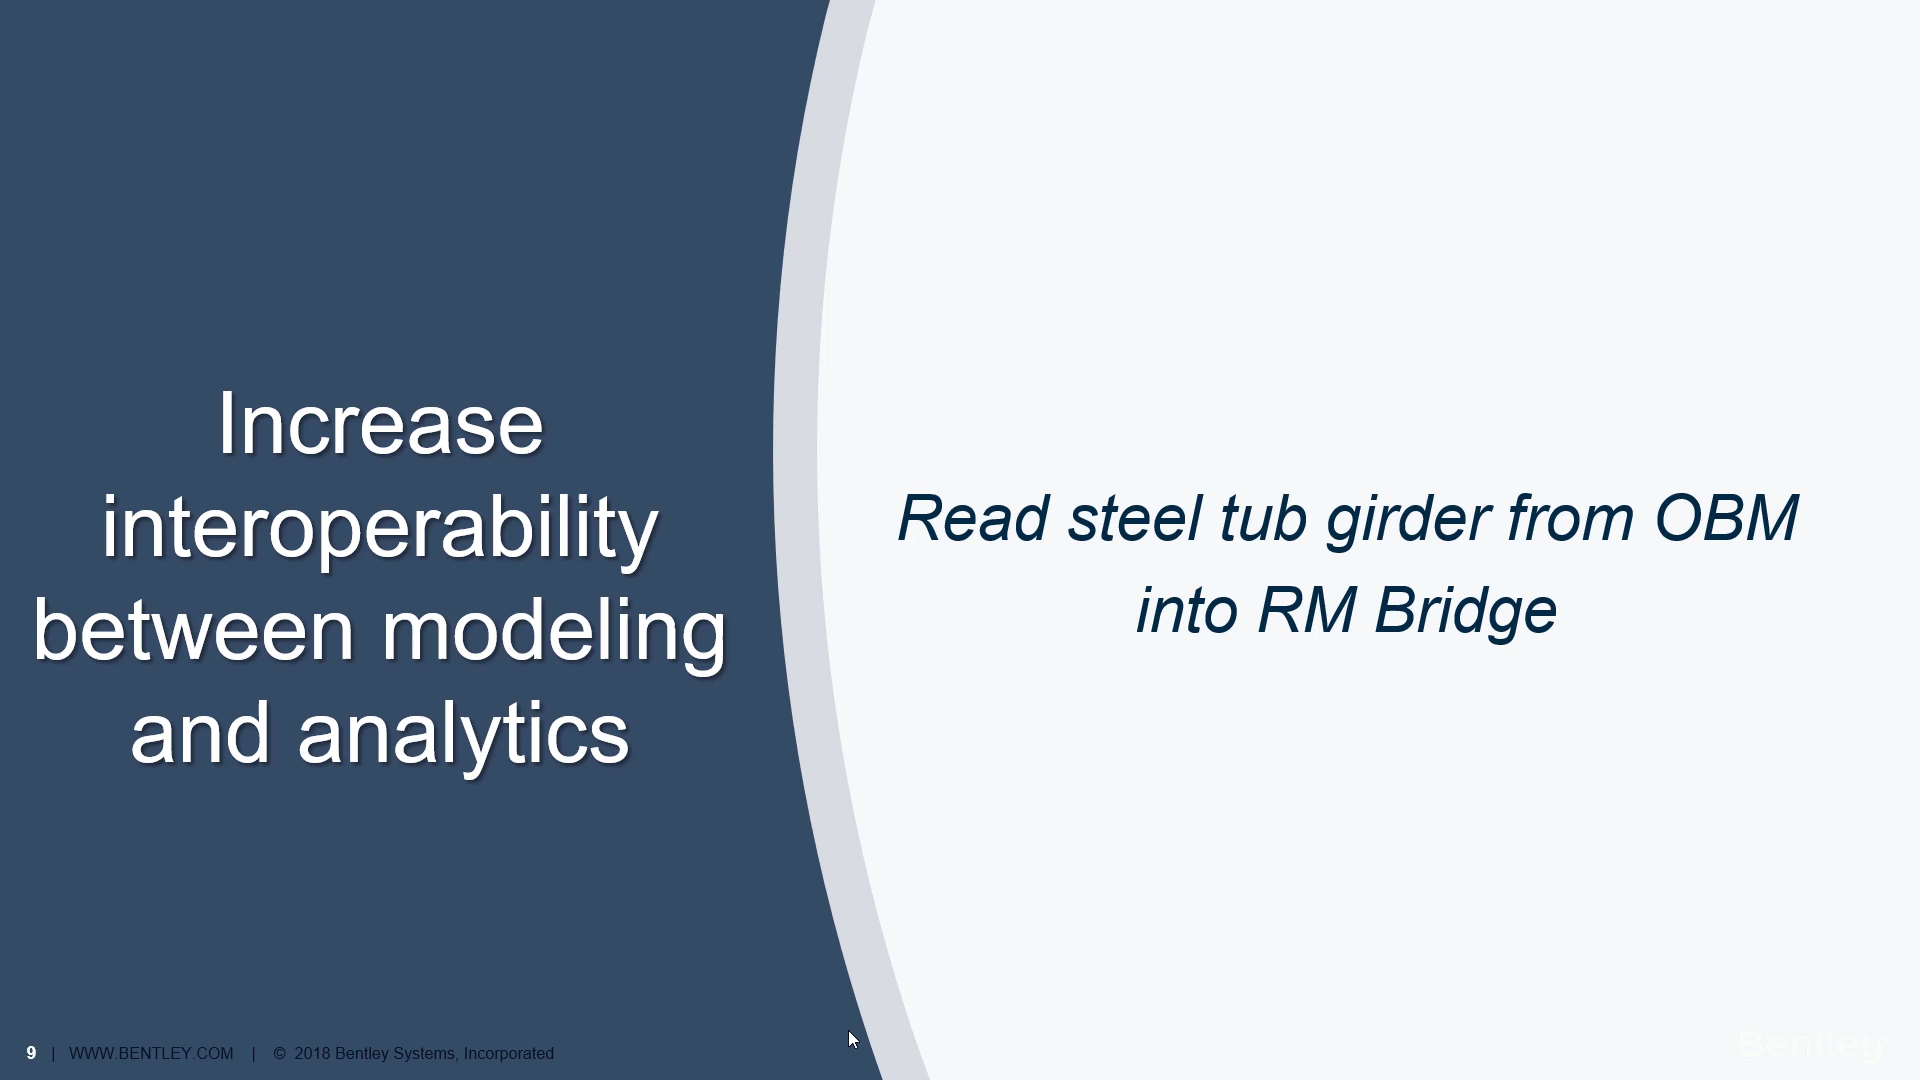 Increase
interoperability
between modeling
and analytics
Read steel tub girder from OBM
into RM Bridge
9 | WWW.BENTLEY.COM | © 2018 Bentley Systems, Incorporated
Bentley